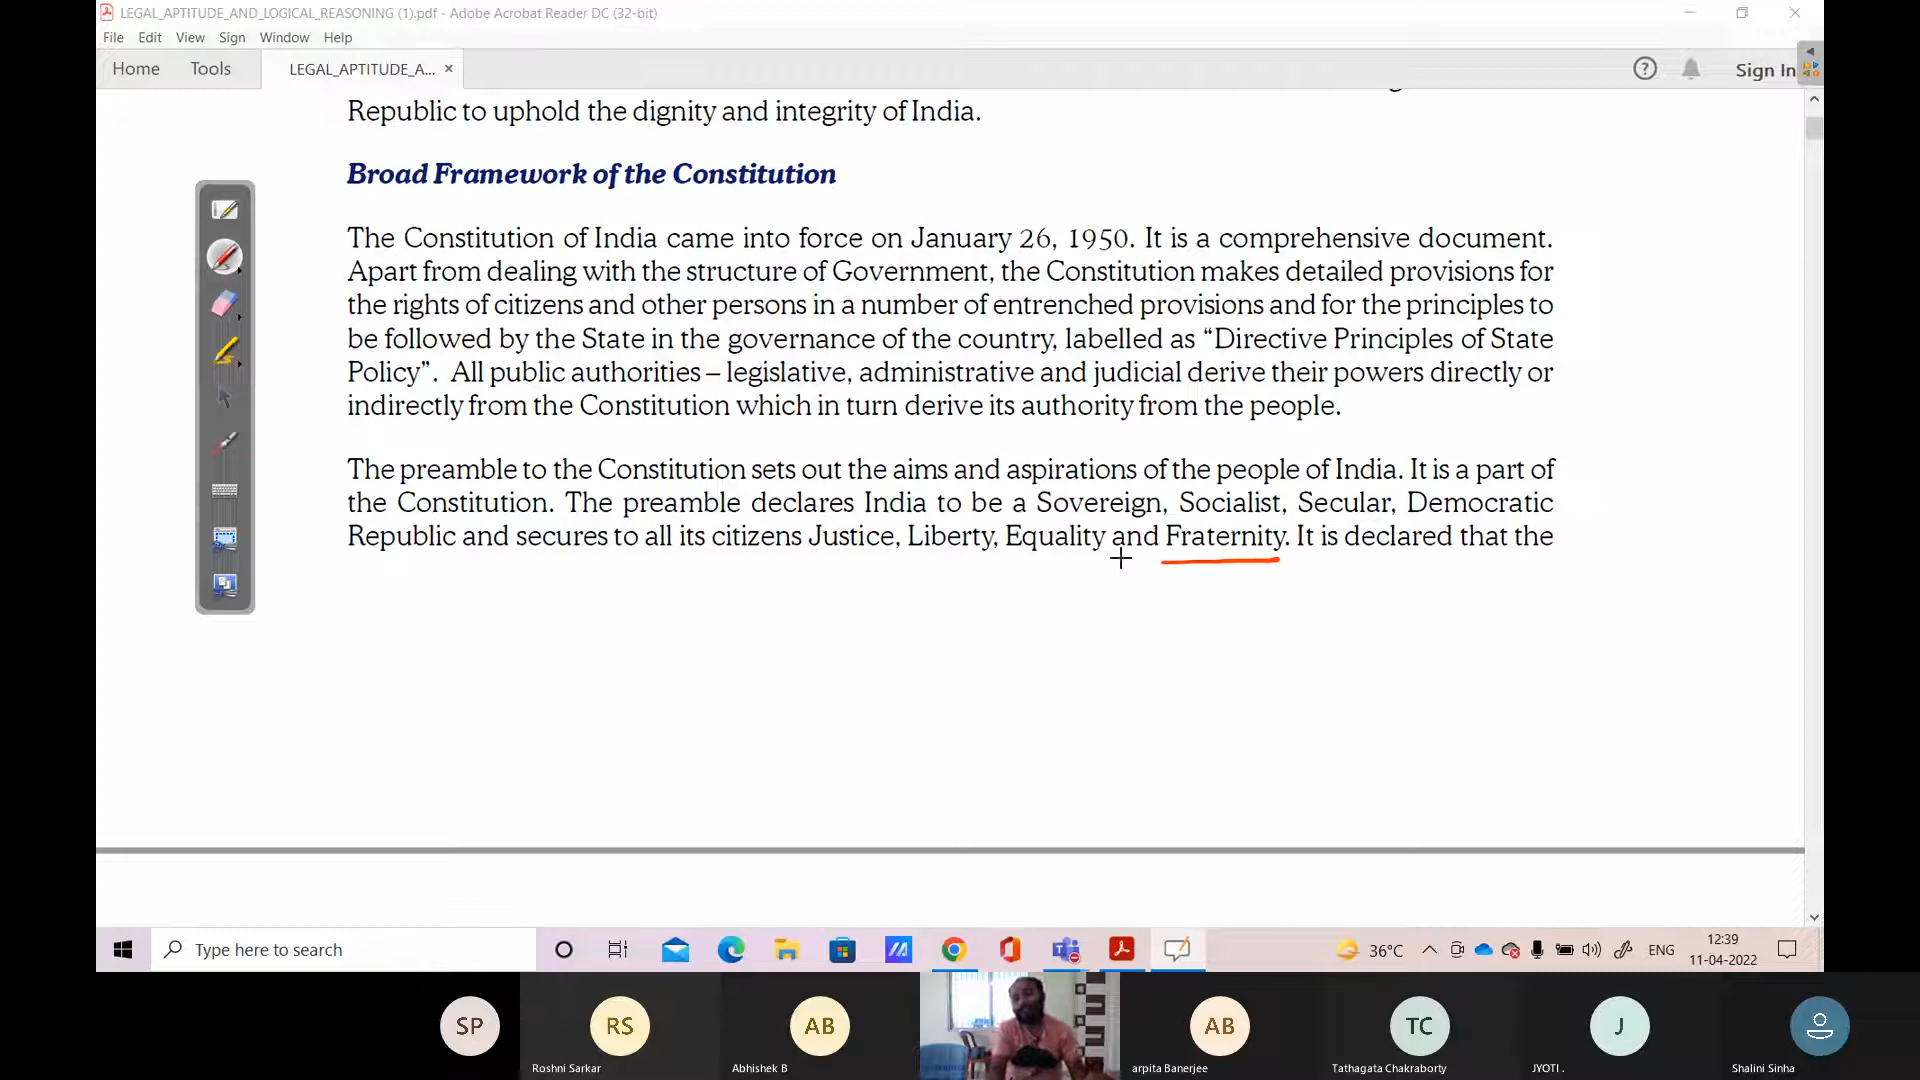 LEGAL_APTITUDE_AND_LOGICAL_REASONING (1).pdf - Adobe Acrobat Reader DC (32-bit)
File Edit View Sign Window Help
Home Tools LEGAL_APTITUDE_A... × Sign In
Republic to uphold the dignity and integrity of India.
Broad Framework of the Constitution
The Constitution of India came into force on January 26, 1950. It is a comprehensive document.
Apart from dealing with the structure of Government, the Constitution makes detailed provisions for
the rights of citizens and other persons in a number of entrenched provisions and for the principles to
be followed by the State in the governance of the country, labelled as “Directive Principles of State
Policy”. All public authorities – legislative, administrative and judicial derive their powers directly or
indirectly from the Constitution which in turn derive its authority from the people.
The preamble to the Constitution sets out the aims and aspirations of the people of India. It is a part of
the Constitution. The preamble declares India to be a Sovereign, Socialist, Secular, Democratic
Republic and secures to all its citizens Justice, Liberty, Equality and Fraternity. It is declared that the
Type here to search
36°C
ENG
12:39
11-04-2022
SP RS AB AB TC J
Roshni Sarkar Abhishek B arpita Banerjee Tathagata Chakraborty JYOTI . Shalini Sinha